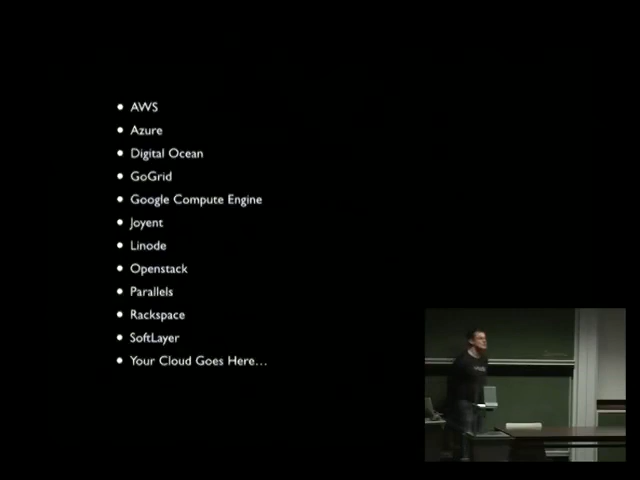 • AWS
• Azure
• Digital Ocean
• GoGrid
• Google Compute Engine
• Joyent
• Linode
• Openstack
• Parallels
• Rackspace
• SoftLayer
• Your Cloud Goes Here...